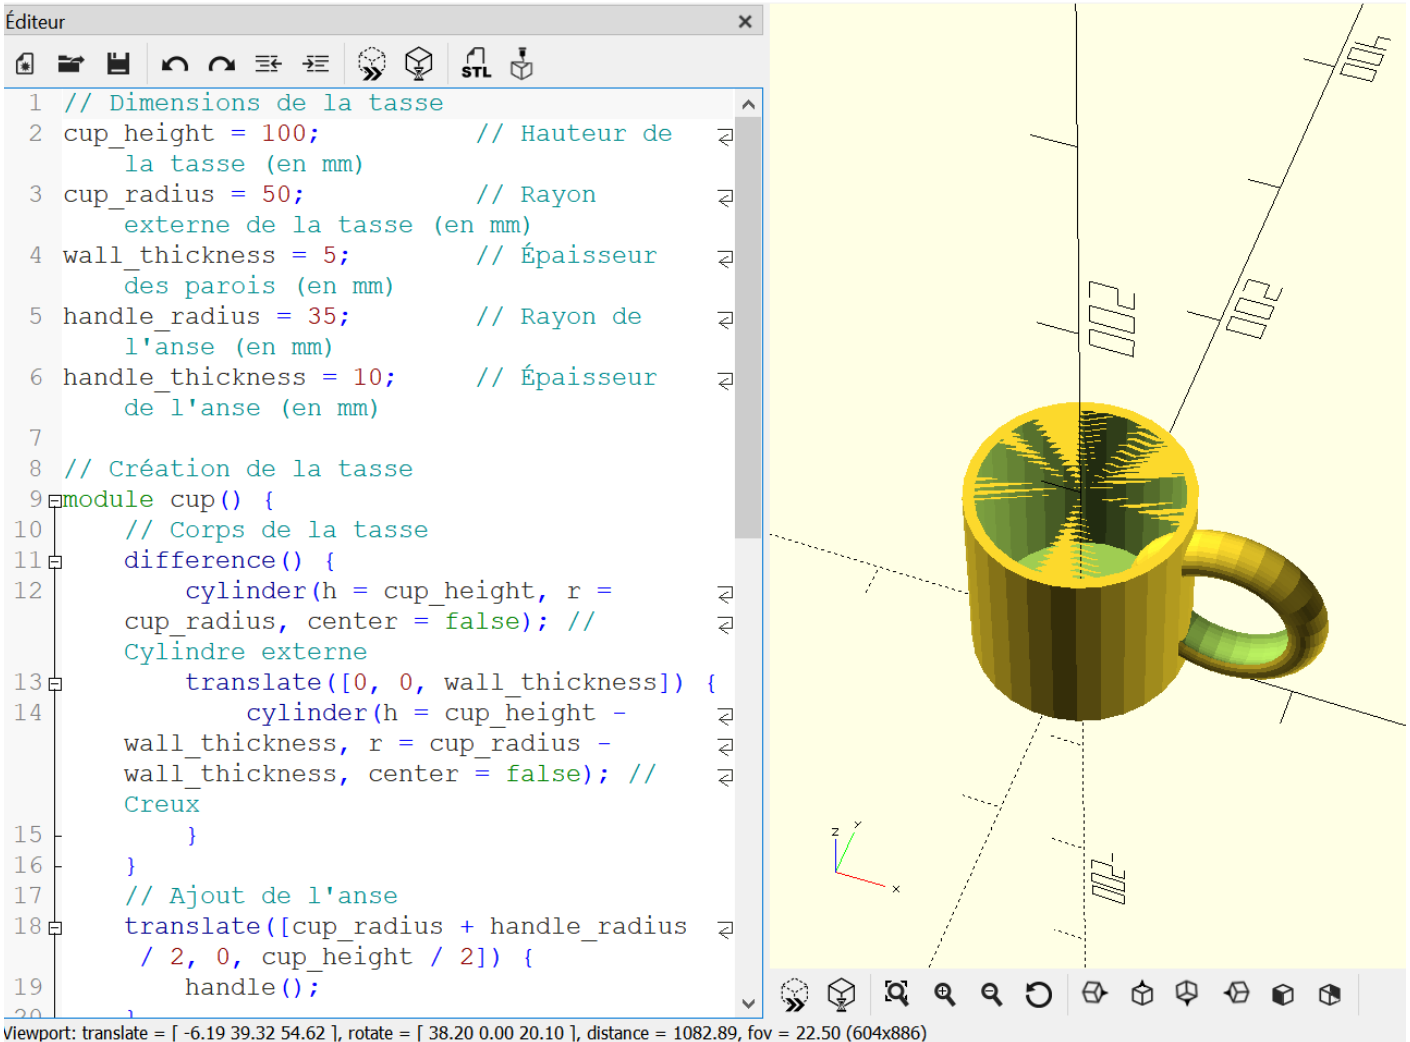 Éditeur
STL
1 // Dimensions de la tasse
2 cup_height = 100; // Hauteur de
la tasse (en mm)
3 cup_radius = 50; // Rayon
externe de la tasse (en mm)
4 wall_thickness = 5; // Épaisseur
des parois (en mm)
5 handle_radius = 35; // Rayon de
l'anse (en mm)
6 handle_thickness = 10; // Épaisseur
de l'anse (en mm)
7
8 // Création de la tasse
9 module cup() {
10 // Corps de la tasse
11 difference() {
12 cylinder(h = cup_height, r =
cup_radius, center = false); //
Cylindre externe
13 translate([0, 0, wall_thickness]) {
14 cylinder(h = cup_height -
wall_thickness, r = cup_radius -
wall_thickness, center = false); //
Creux
15 }
16 }
17 // Ajout de l'anse
18 translate([cup_radius + handle_radius
/ 2, 0, cup_height / 2]) {
19 handle();
20 }
400
200
200
z
y
x
Viewport: translate = [ -6.19 39.32 54.62 ], rotate = [ 38.20 0.00 20.10 ], distance = 1082.89, fov = 22.50 (604x886)